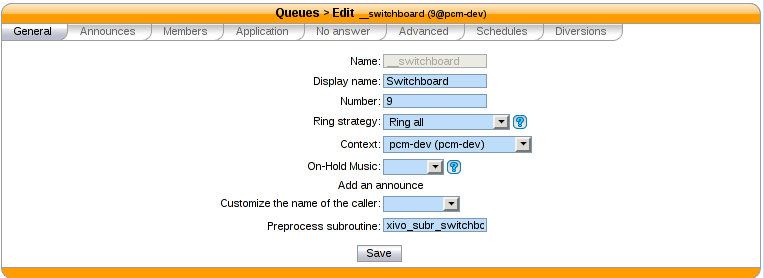 Queues > Edit __switchboard (9@pcm-dev)
General Announces Members Application No answer Advanced Schedules Diversions
Name: __switchboard
Display name: Switchboard
Number: 9
Ring strategy: Ring all ?
Context: pcm-dev (pcm-dev)
On-Hold Music: ?
Add an announce
Customize the name of the caller:
Preprocess subroutine: xivo_subr_switchbo
Save